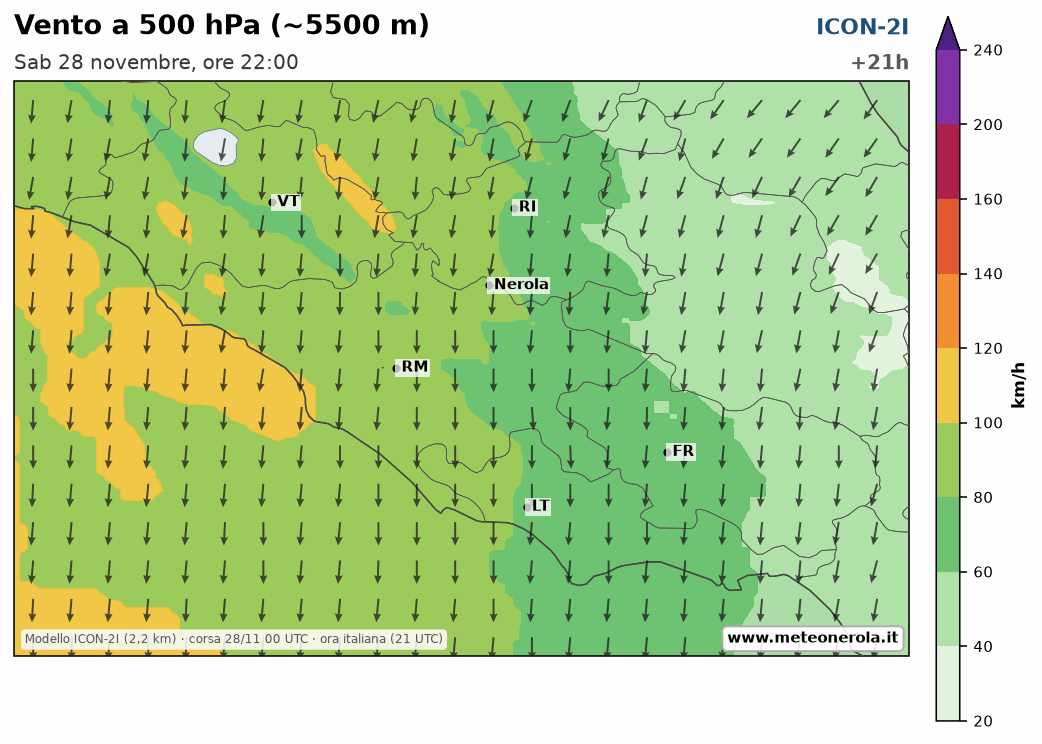 Vento a 500 hPa (~5500 m)
ICON-2I
Sab 28 novembre, ore 22:00
+21h
VT
RI
Nerola
RM
FR
LT
Modello ICON-2I (2,2 km) · corsa 28/11 00 UTC · ora italiana (21 UTC)
www.meteonerola.it
240
200
160
140
120
100
80
60
40
20
km/h